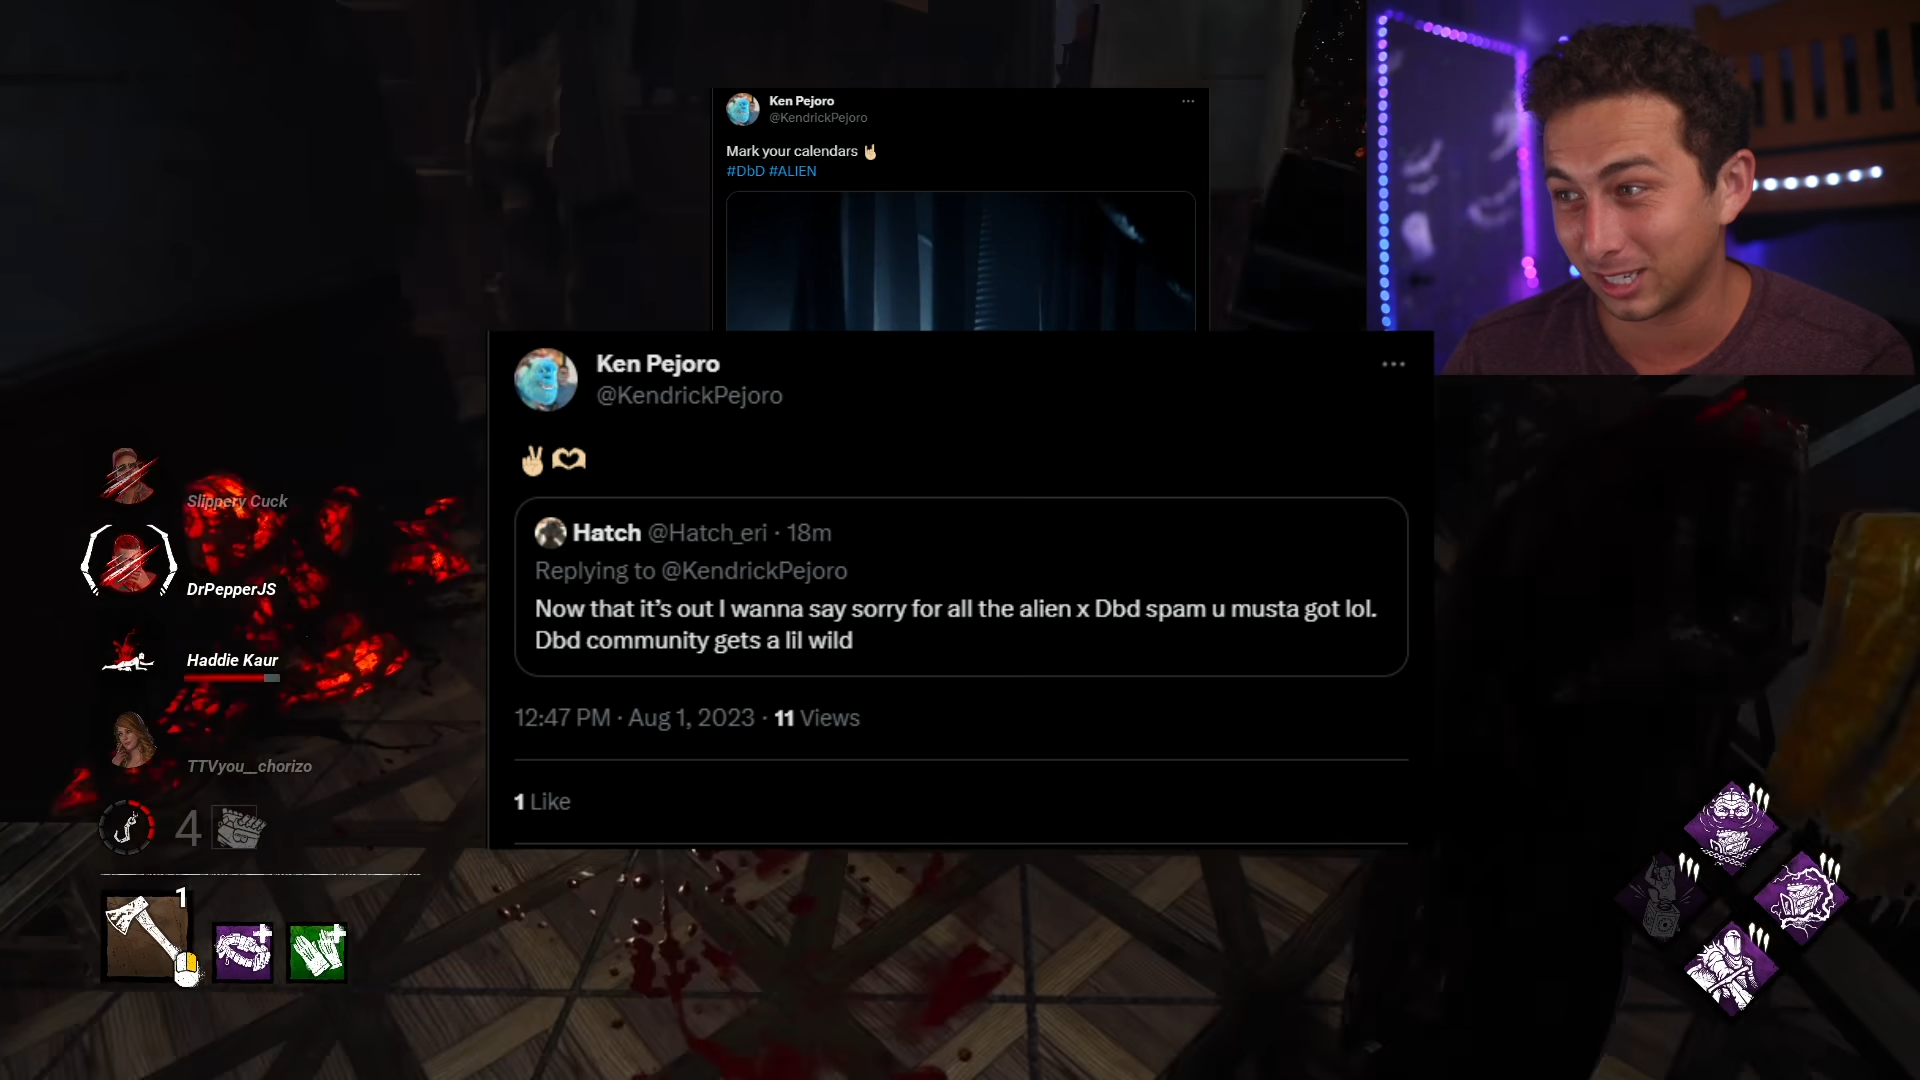 Ken Pejoro
@KendrickPejoro
Mark your calendars 🤘🏻
#DbD #ALIEN
Ken Pejoro
@KendrickPejoro
✌🏻🫶🏻
Hatch @Hatch_eri · 18m
Replying to @KendrickPejoro
Now that it’s out I wanna say sorry for all the alien x Dbd spam u musta got lol.
Dbd community gets a lil wild
12:47 PM · Aug 1, 2023 · 11 Views
1 Like
Slippery Cuck
DrPepperJS
Haddie Kaur
TTVyou__chorizo
4
1